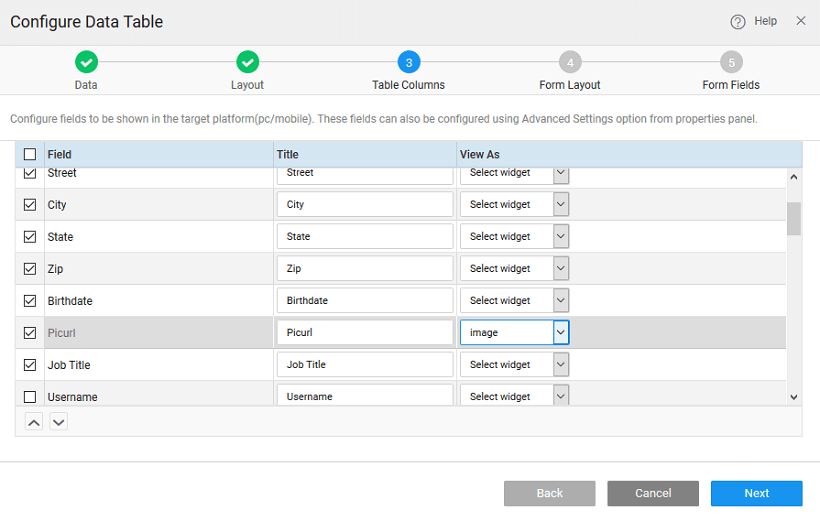 Configure Data Table
Help
3 4 5
Data Layout Table Columns Form Layout Form Fields
Configure fields to be shown in the target platform(pc/mobile). These fields can also be configured using Advanced Settings option from properties panel.
Field Title View As
Street Street Select widget
City City Select widget
State State Select widget
Zip Zip Select widget
Birthdate Birthdate Select widget
Picurl Picurl image
Job Title Job Title Select widget
Username Username Select widget
Back Cancel Next